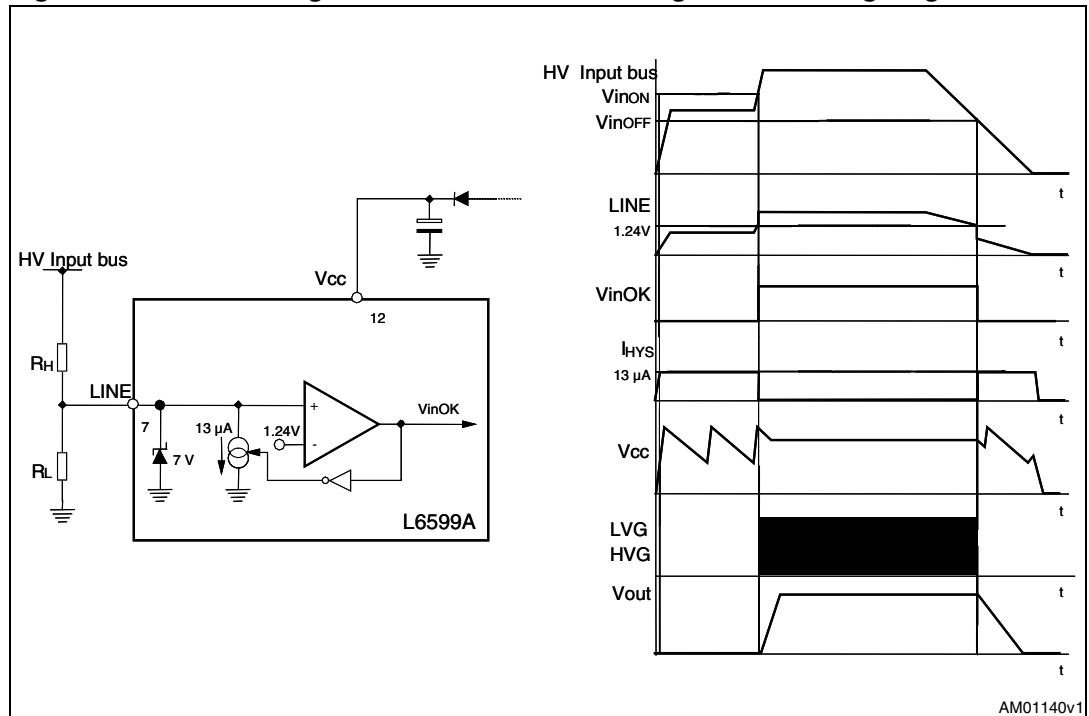 HV Input bus
VinON
VinOFF
t
LINE
1.24V
t
VinOK
t
IHYS
13 µA
t
Vcc
t
LVG
HVG
t
Vout
t
HV Input bus
Vcc
12
RH
LINE
7
13 µA
1.24V
+
-
VinOK
7 V
RL
L6599A
AM01140v1